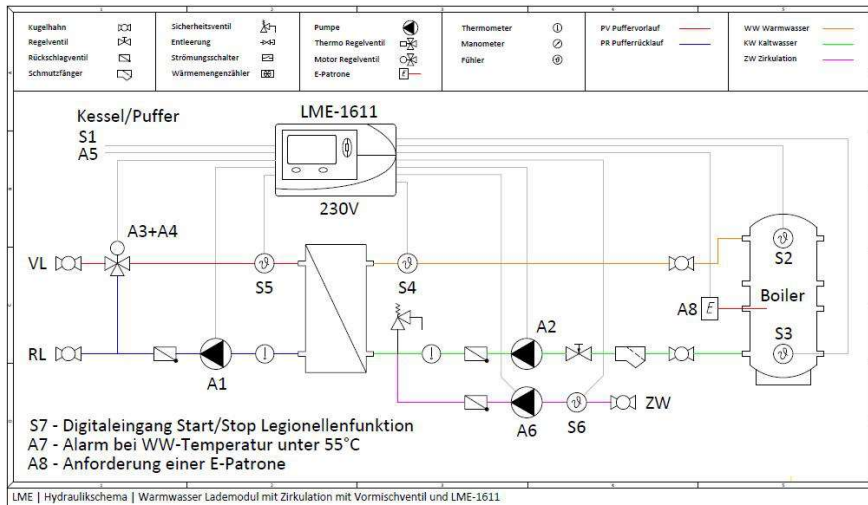 Kugelhahn
Regelventil
Rückschlagventil
Schmutzfänger
Sicherheitsventil
Entleerung
Strömungsschalter
Wärmemengenzähler
Pumpe
Thermo Regelventil
Motor Regelventil
E-Patrone
E
Thermometer
Manometer
Fühler
PV Puffervorlauf
PR Pufferrücklauf
WW Warmwasser
KW Kaltwasser
ZW Zirkulation
Kessel/Puffer
S1
A5
LME-1611
230V
A3+A4
VL
S5
S4
S2
Boiler
A8 E
S3
RL
A1
A2
A6
S6
ZW
S7 - Digitaleingang Start/Stop Legionellenfunktion
A7 - Alarm bei WW-Temperatur unter 55°C
A8 - Anforderung einer E-Patrone
LME | Hydraulikschema | Warmwasser Lademodul mit Zirkulation mit Vormischventil und LME-1611